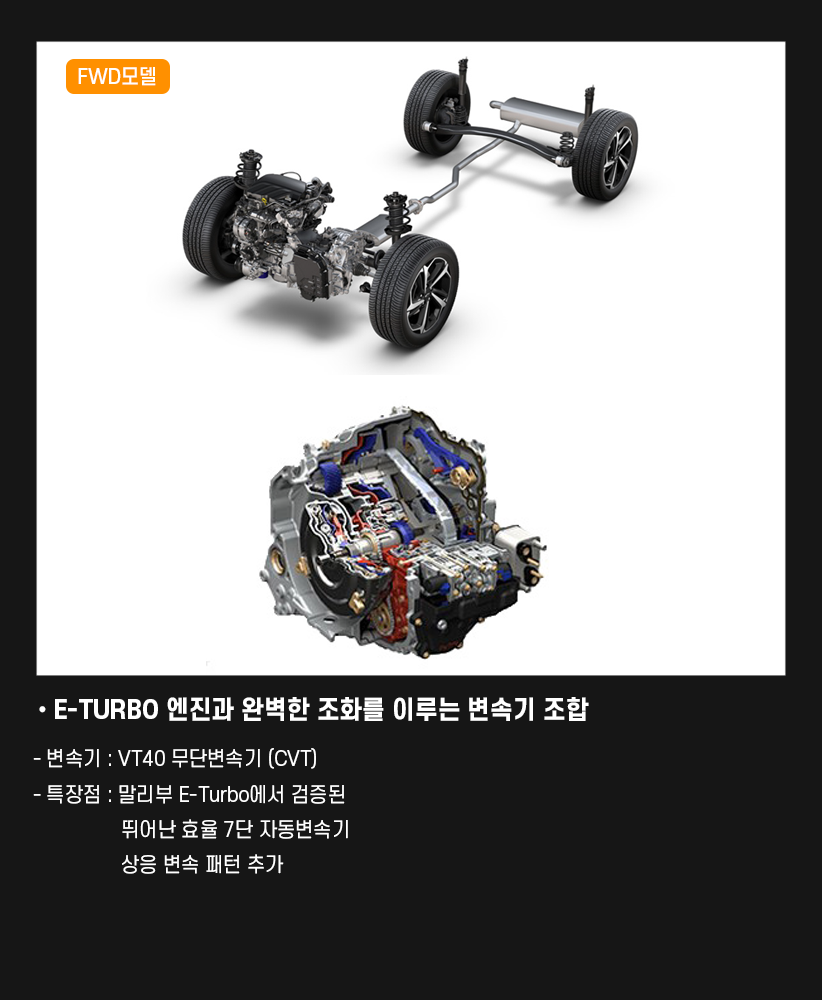 FWD모델
• E-TURBO 엔진과 완벽한 조화를 이루는 변속기 조합
- 변속기 : VT40 무단변속기 (CVT)
- 특장점 : 말리부 E-Turbo에서 검증된
뛰어난 효율 7단 자동변속기
상응 변속 패턴 추가